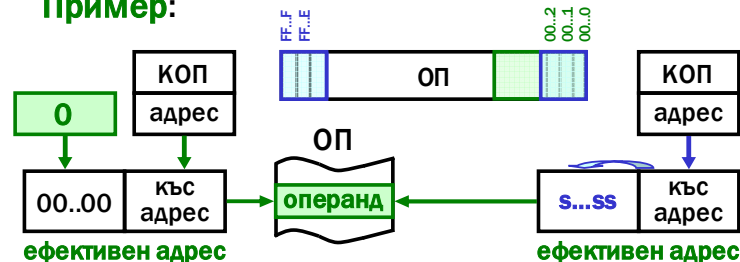 Пример:
FF..F
FF..E
00..2
00..1
00..0
ОП
КОП
адрес
0
00..00
къс
адрес
ефективен адрес
ОП
операнд
КОП
адрес
s...ss
къс
адрес
ефективен адрес